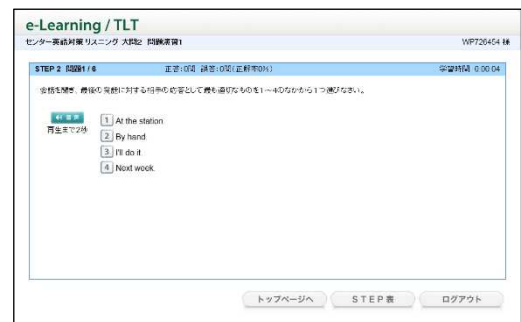 e-Learning / TLT
センター英語対策 リスニング 大問2 問題演習1
WP726454 様
STEP 2 問題1 / 6
正答:0問 誤答:0問(正解率0%)
学習時間 0:00:04
会話を聞き、最後の発話に対する相手の応答として最も適切なものを1～4のなかから1つ選びなさい。
音声
再生まで2秒
1 At the station.
2 By hand.
3 I'll do it.
4 Next week.
トップページへ
STEP表
ログアウト